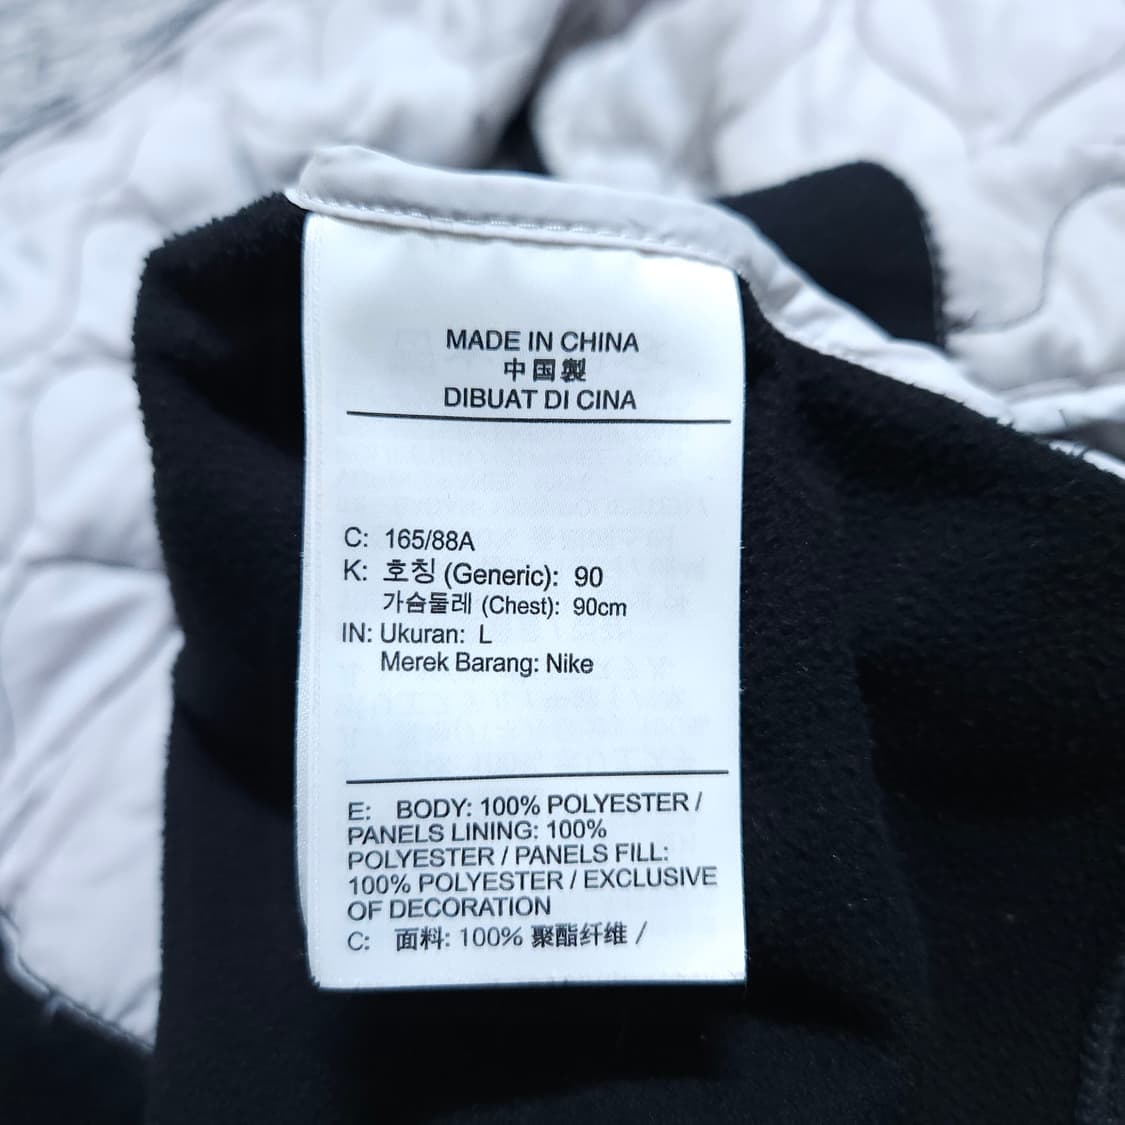 MADE IN CHINA
中国製
DIBUAT DI CINA
C: 165/88A
K: 호칭 (Generic): 90
가슴둘레 (Chest): 90cm
IN: Ukuran: L
Merek Barang: Nike
E: BODY: 100% POLYESTER /
PANELS LINING: 100%
POLYESTER / PANELS FILL:
100% POLYESTER / EXCLUSIVE
OF DECORATION
C: 面料: 100% 聚酯纤维 /